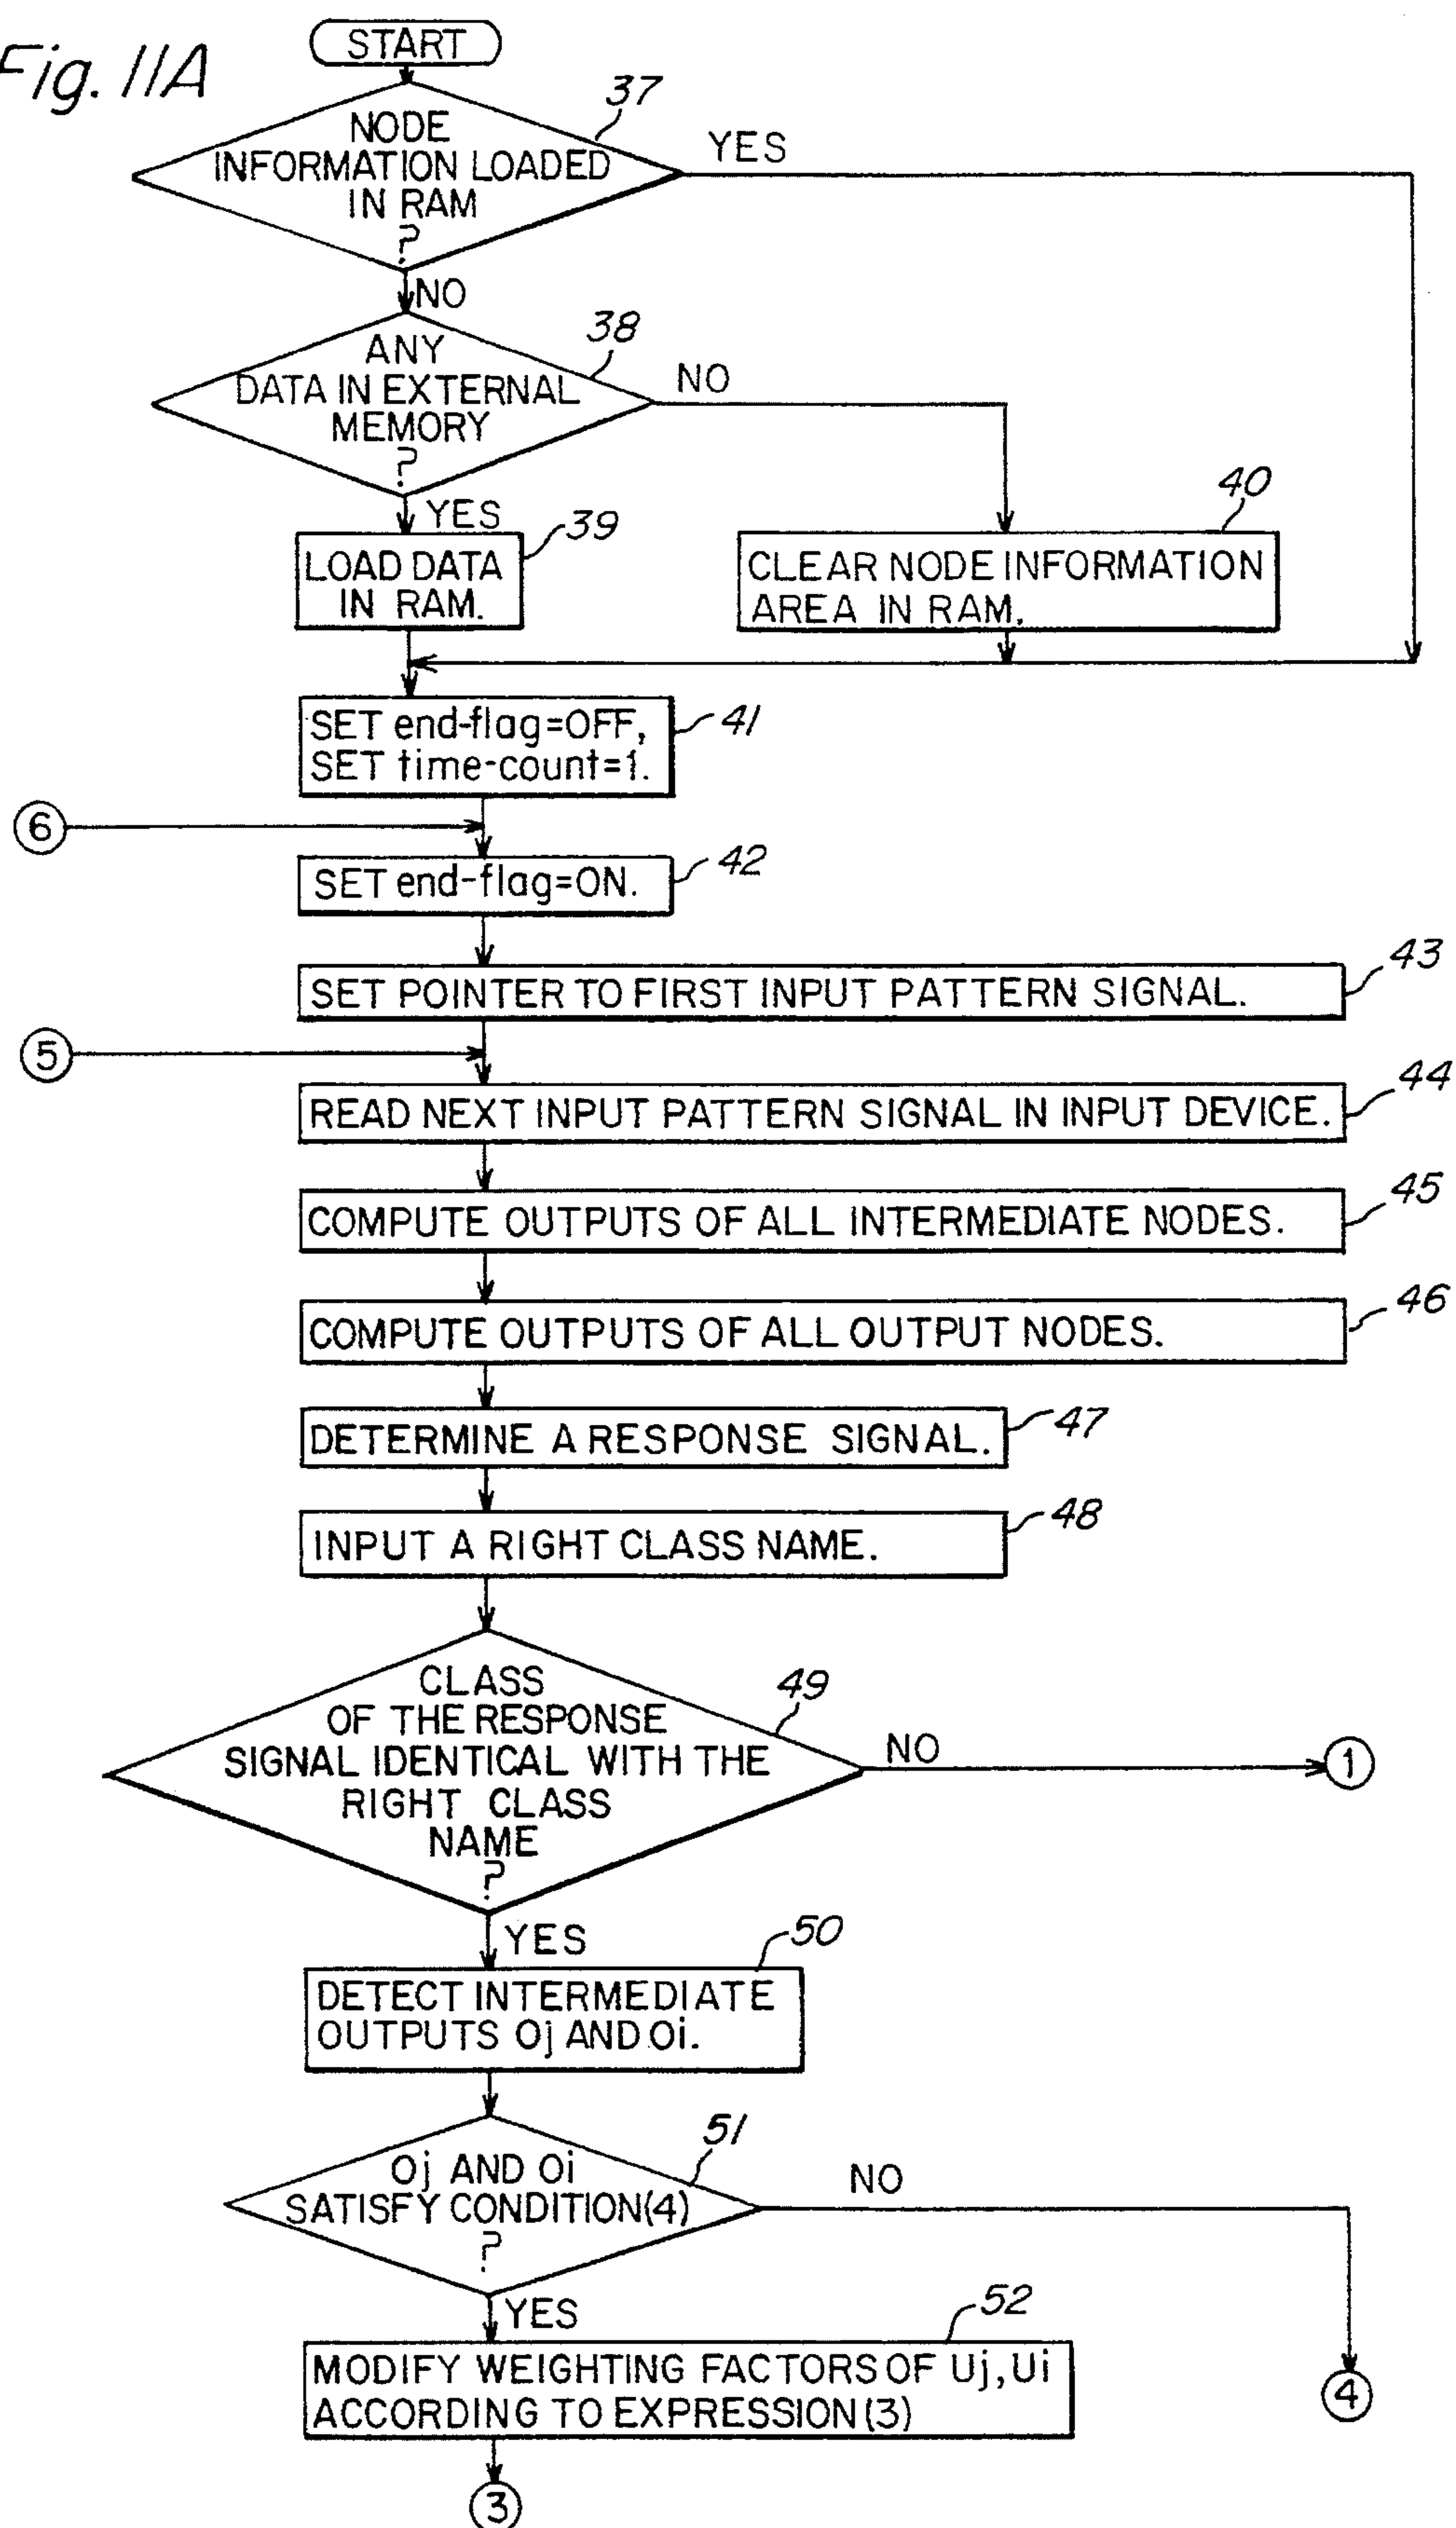 Fig. 11A
START
37
NODE
INFORMATION LOADED
IN RAM
?
YES
NO
38
ANY
DATA IN EXTERNAL
MEMORY
?
NO
YES
39
LOAD DATA
IN RAM.
40
CLEAR NODE INFORMATION
AREA IN RAM.
41
SET end-flag=OFF,
SET time-count=1.
6
42
SET end-flag=ON.
43
SET POINTER TO FIRST INPUT PATTERN SIGNAL.
5
44
READ NEXT INPUT PATTERN SIGNAL IN INPUT DEVICE.
45
COMPUTE OUTPUTS OF ALL INTERMEDIATE NODES.
46
COMPUTE OUTPUTS OF ALL OUTPUT NODES.
47
DETERMINE A RESPONSE SIGNAL.
48
INPUT A RIGHT CLASS NAME.
49
CLASS
OF THE RESPONSE
SIGNAL IDENTICAL WITH THE
RIGHT CLASS
NAME
?
NO
1
YES
50
DETECT INTERMEDIATE
OUTPUTS Oj AND Oi.
51
Oj AND Oi
SATISFY CONDITION(4)
?
NO
YES
52
MODIFY WEIGHTING FACTORS OF Uj,Ui
ACCORDING TO EXPRESSION(3)
4
3